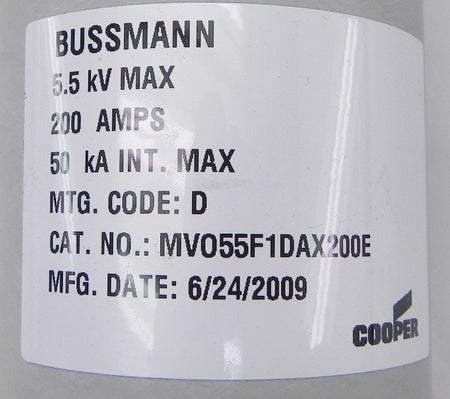 BUSSMANN
5.5 kV MAX
200 AMPS
50 kA INT. MAX
MTG. CODE: D
CAT. NO.: MVO55F1DAX200E
MFG. DATE: 6/24/2009
COOPER